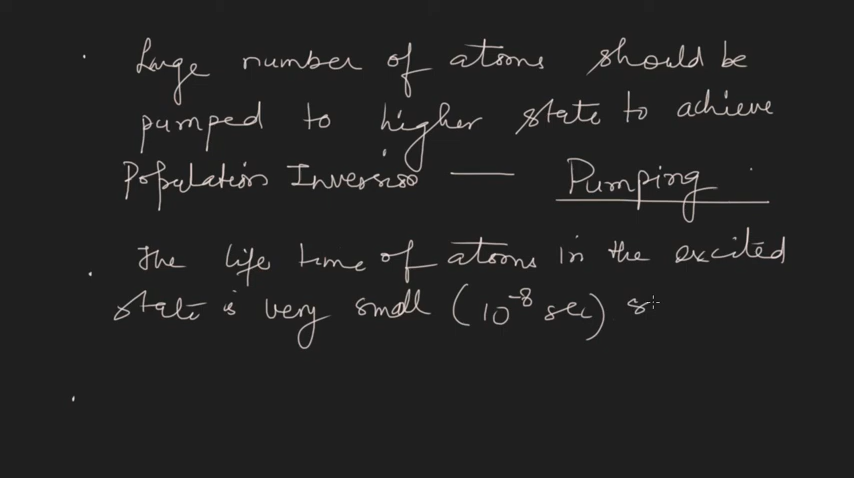 · Large number of atoms should be
pumped to higher state to achieve
Population Inversion — Pumping
· The life time of atoms in the excited
state is very small (10⁻⁸ sec) s
·